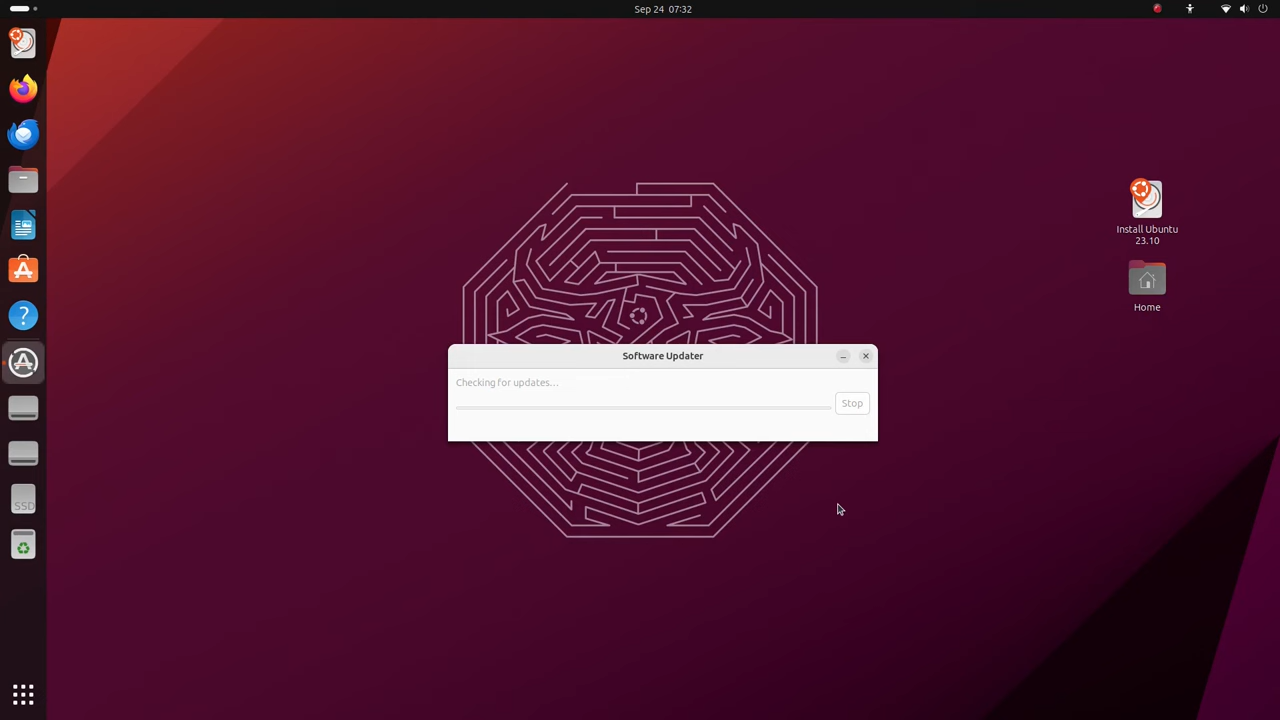 Sep 24 07:32
Install Ubuntu
23.10
Home
Software Updater
Checking for updates...
Stop
SSD